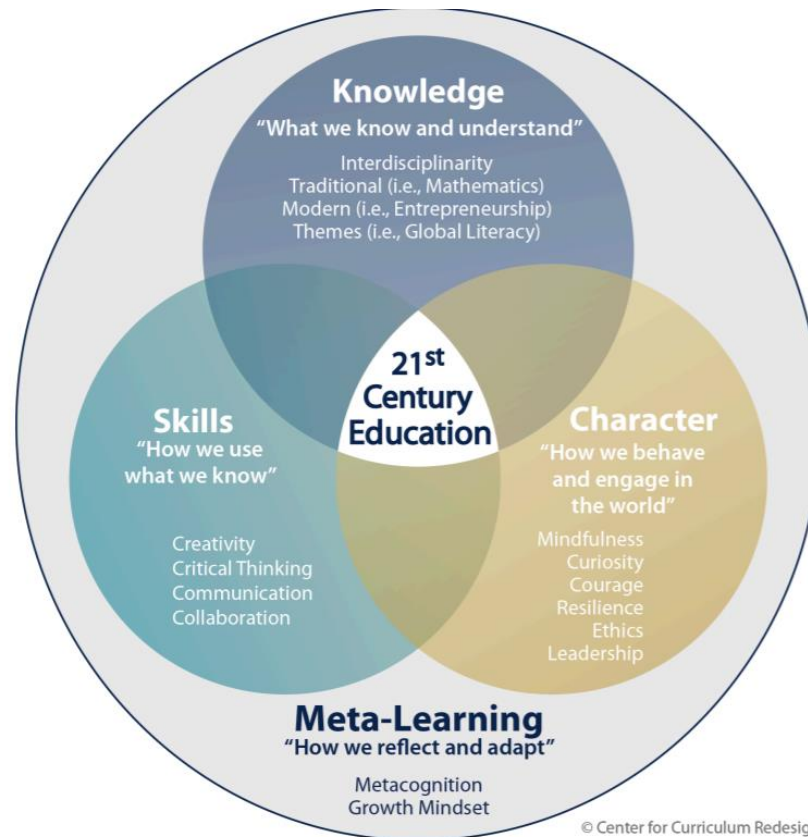 Knowledge
“What we know and understand”
Interdisciplinarity
Traditional (i.e., Mathematics)
Modern (i.e., Entrepreneurship)
Themes (i.e., Global Literacy)
21st
Century
Education
Skills
“How we use
what we know”
Creativity
Critical Thinking
Communication
Collaboration
Character
“How we behave
and engage in
the world”
Mindfulness
Curiosity
Courage
Resilience
Ethics
Leadership
Meta-Learning
“How we reflect and adapt”
Metacognition
Growth Mindset
© Center for Curriculum Redesig